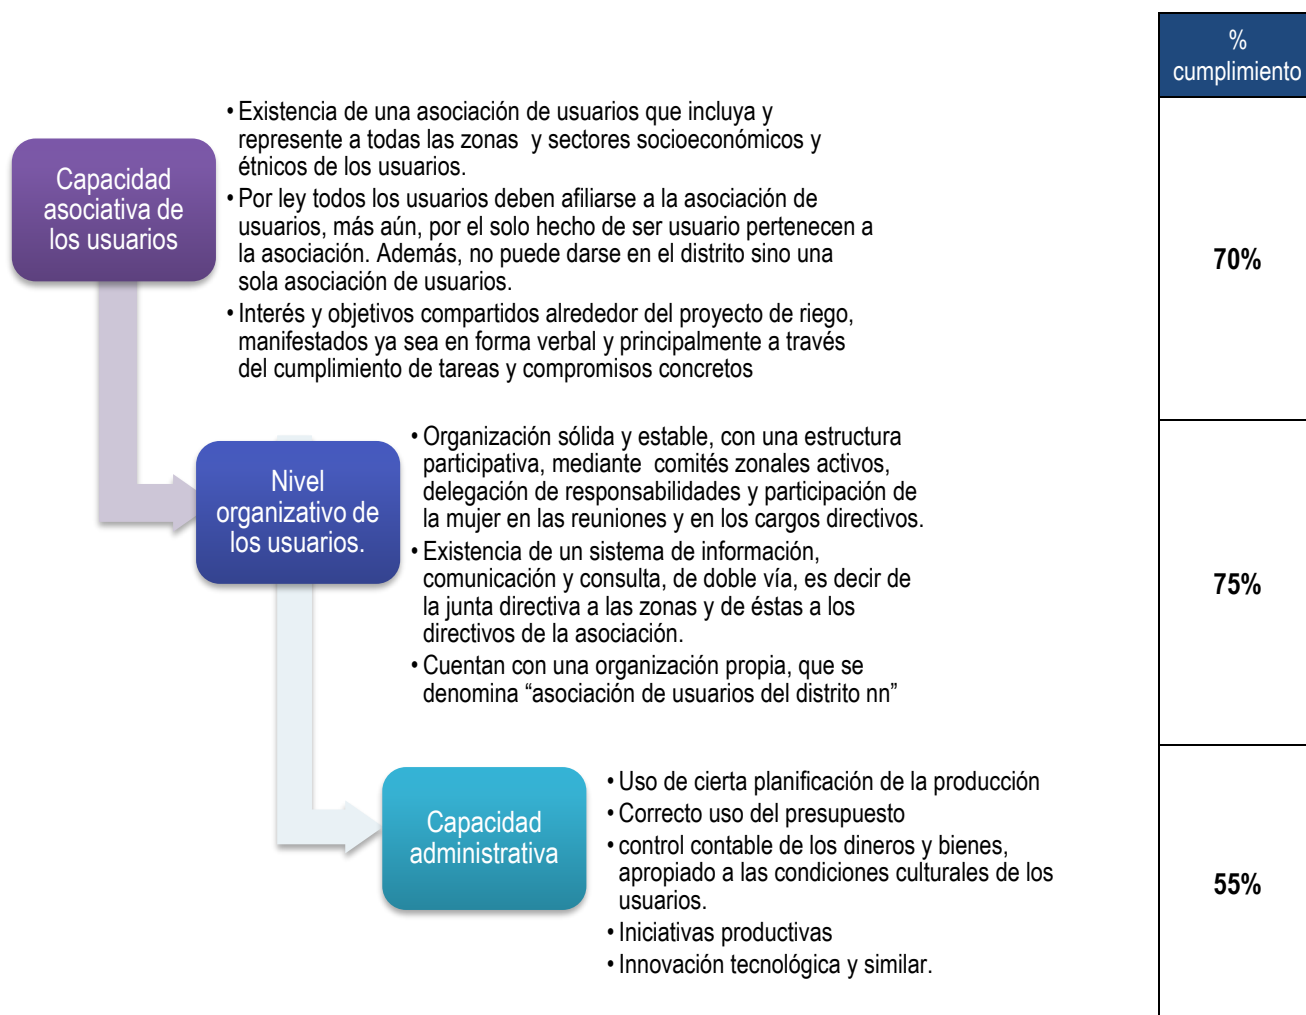 %
cumplimiento
Capacidad
asociativa de
los usuarios
• Existencia de una asociación de usuarios que incluya y
represente a todas las zonas y sectores socioeconómicos y
étnicos de los usuarios.
• Por ley todos los usuarios deben afiliarse a la asociación de
usuarios, más aún, por el solo hecho de ser usuario pertenecen a
la asociación. Además, no puede darse en el distrito sino una
sola asociación de usuarios.
• Interés y objetivos compartidos alrededor del proyecto de riego,
manifestados ya sea en forma verbal y principalmente a través
del cumplimiento de tareas y compromisos concretos
70%
Nivel
organizativo de
los usuarios.
• Organización sólida y estable, con una estructura
participativa, mediante comités zonales activos,
delegación de responsabilidades y participación de
la mujer en las reuniones y en los cargos directivos.
• Existencia de un sistema de información,
comunicación y consulta, de doble vía, es decir de
la junta directiva a las zonas y de éstas a los
directivos de la asociación.
• Cuentan con una organización propia, que se
denomina “asociación de usuarios del distrito nn”
75%
Capacidad
administrativa
• Uso de cierta planificación de la producción
• Correcto uso del presupuesto
• control contable de los dineros y bienes,
apropiado a las condiciones culturales de los
usuarios.
• Iniciativas productivas
• Innovación tecnológica y similar.
55%